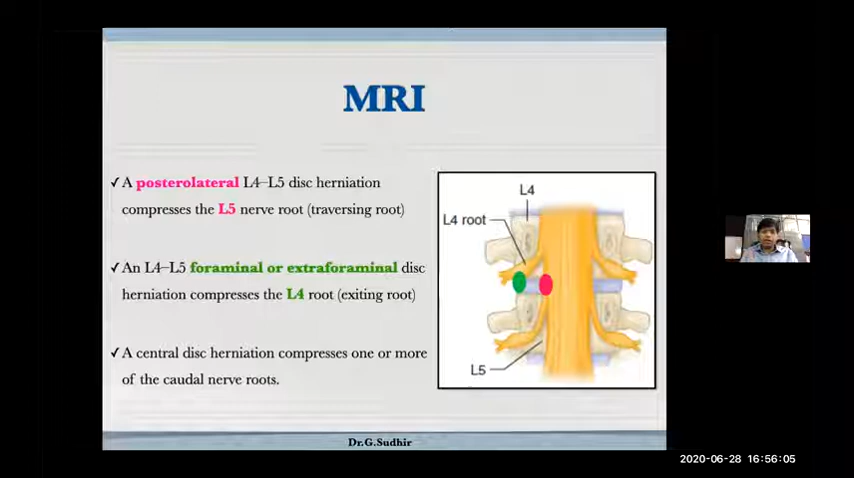 MRI
✓ A posterolateral L4–L5 disc herniation
compresses the L5 nerve root (traversing root)
✓ An L4–L5 foraminal or extraforaminal disc
herniation compresses the L4 root (exiting root)
✓ A central disc herniation compresses one or more
of the caudal nerve roots.
L4
L4 root
L5
Dr.G.Sudhir
2020-06-28 16:56:05